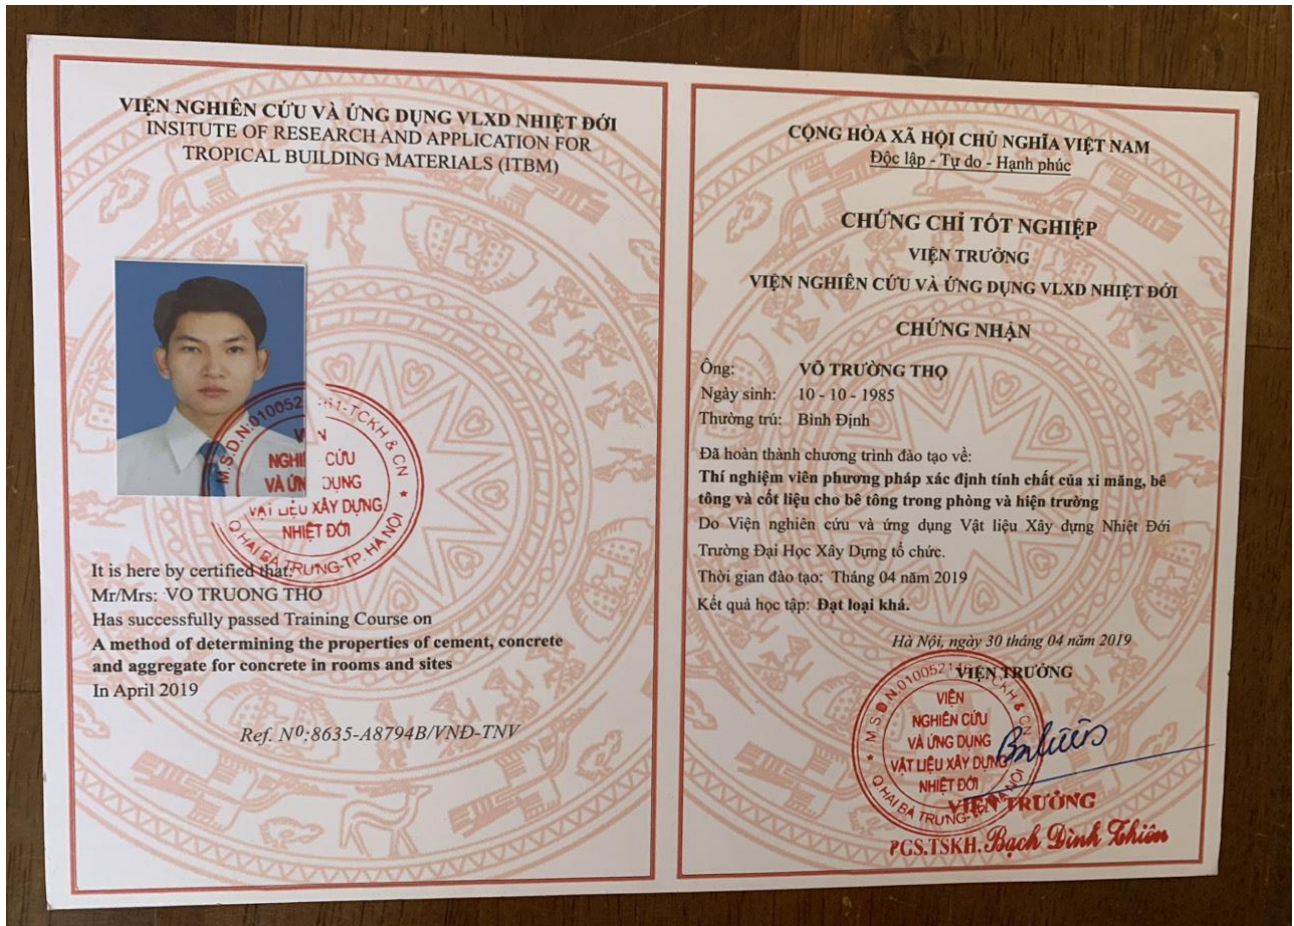 VIỆN NGHIÊN CỨU VÀ ỨNG DỤNG VLXD NHIỆT ĐỚI
INSITUTE OF RESEARCH AND APPLICATION FOR
TROPICAL BUILDING MATERIALS (ITBM)
NGHI CỨU
VÀ ỨN DỤNG
VẬT LIỆU XÂY DỰNG
NHIỆT ĐỚI
Q.HAI BÀ TRƯNG-TP.HÀ NỘI
It is here by certified that:
Mr/Mrs: VO TRUONG THO
Has successfully passed Training Course on
A method of determining the properties of cement, concrete
and aggregate for concrete in rooms and sites
In April 2019
Ref. Nº:8635-A8794B/VNĐ-TNV
CỘNG HÒA XÃ HỘI CHỦ NGHĨA VIỆT NAM
Độc lập - Tự do - Hạnh phúc
CHỨNG CHỈ TỐT NGHIỆP
VIỆN TRƯỞNG
VIỆN NGHIÊN CỨU VÀ ỨNG DỤNG VLXD NHIỆT ĐỚI
CHỨNG NHẬN
Ông: VÕ TRƯỜNG THỌ
Ngày sinh: 10 - 10 - 1985
Thường trú: Bình Định
Đã hoàn thành chương trình đào tạo về:
Thí nghiệm viên phương pháp xác định tính chất của xi măng, bê
tông và cốt liệu cho bê tông trong phòng và hiện trường
Do Viện nghiên cứu và ứng dụng Vật liệu Xây dựng Nhiệt Đới
Trường Đại Học Xây Dựng tổ chức.
Thời gian đào tạo: Tháng 04 năm 2019
Kết quả học tập: Đạt loại khá.
Hà Nội, ngày 30 tháng 04 năm 2019
VIỆN TRƯỞNG
VIỆN
NGHIÊN CỨU
VÀ ỨNG DỤNG
VẬT LIỆU XÂY DỰNG
NHIỆT ĐỚI
VIỆN TRƯỞNG
PGS.TSKH. Bạch Đình Thiên